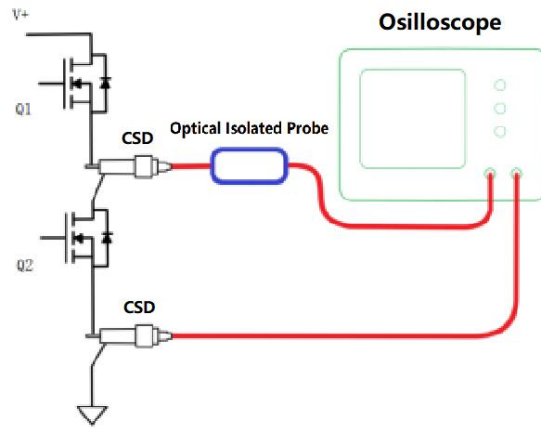 V+
Osilloscope
Q1
CSD
Optical Isolated Probe
Q2
CSD